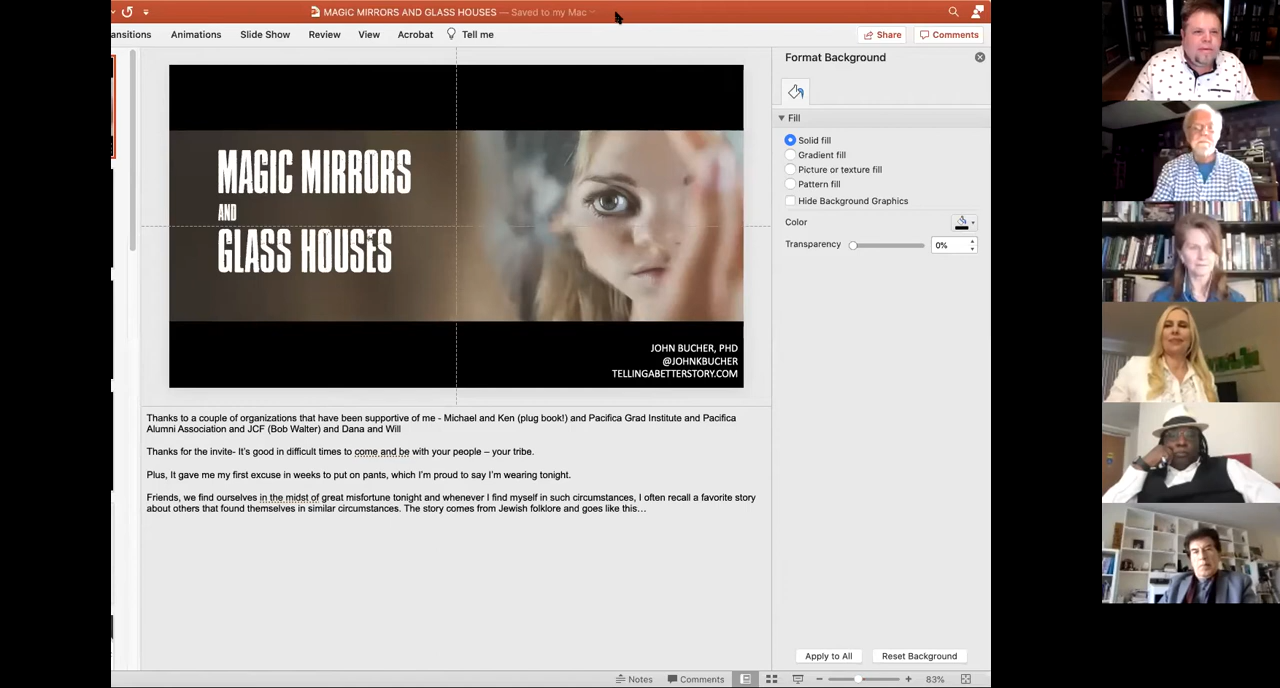 MAGIC MIRRORS AND GLASS HOUSES — Saved to my Mac
ansitions Animations Slide Show Review View Acrobat Tell me Share Comments
MAGIC MIRRORS
AND
GLASS HOUSES
JOHN BUCHER, PHD
@JOHNKBUCHER
TELLINGABETTERSTORY.COM
Thanks to a couple of organizations that have been supportive of me - Michael and Ken (plug book!) and Pacifica Grad Institute and Pacifica
Alumni Association and JCF (Bob Walter) and Dana and Will
Thanks for the invite- It's good in difficult times to come and be with your people – your tribe.
Plus, It gave me my first excuse in weeks to put on pants, which I'm proud to say I'm wearing tonight.
Friends, we find ourselves in the midst of great misfortune tonight and whenever I find myself in such circumstances, I often recall a favorite story
about others that found themselves in similar circumstances. The story comes from Jewish folklore and goes like this…
Format Background
Fill
Solid fill
Gradient fill
Picture or texture fill
Pattern fill
Hide Background Graphics
Color
Transparency 0%
Apply to All Reset Background
Notes Comments 83%